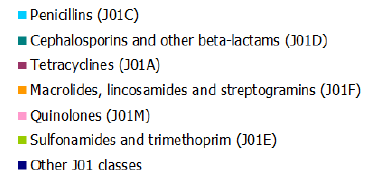 Penicillins (J01C)
Cephalosporins and other beta-lactams (J01D)
Tetracyclines (J01A)
Macrolides, lincosamides and streptogramins (J01F)
Quinolones (J01M)
Sulfonamides and trimethoprim (J01E)
Other J01 classes